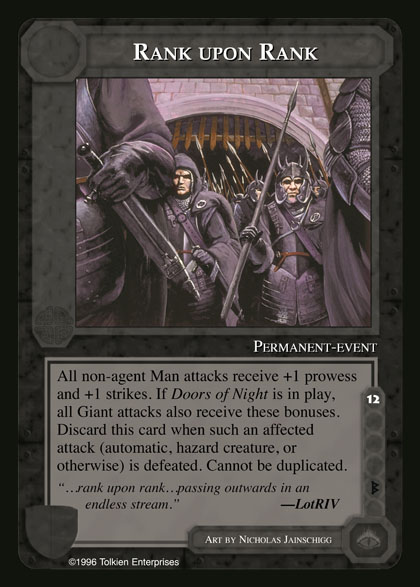 RANK UPON RANK
PERMANENT-EVENT
All non-agent Man attacks receive +1 prowess
and +1 strikes. If Doors of Night is in play,
all Giant attacks also receive these bonuses.
Discard this card when such an affected
attack (automatic, hazard creature, or
otherwise) is defeated. Cannot be duplicated.
12
“…rank upon rank…passing outwards in an
endless stream.” —LotRIV
ART BY NICHOLAS JAINSCHIGG
©1996 Tolkien Enterprises